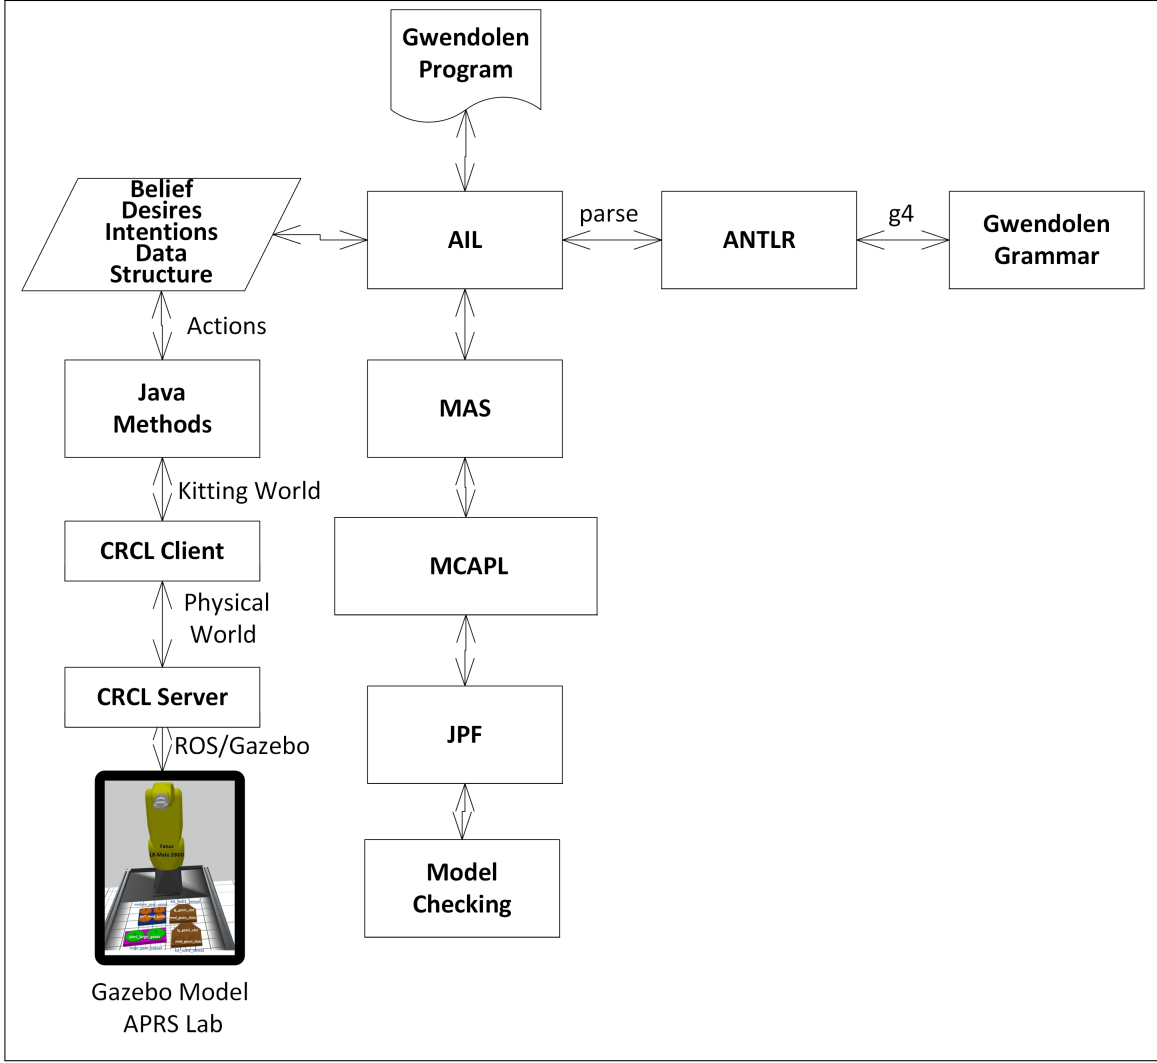 Gwendolen
Program
Belief
Desires
Intentions
Data
Structure
AIL
parse
ANTLR
g4
Gwendolen
Grammar
Actions
Java
Methods
MAS
Kitting World
CRCL Client
MCAPL
Physical
World
CRCL Server
JPF
ROS/Gazebo
Fanuc
Model
Checking
Gazebo Model
APRS Lab